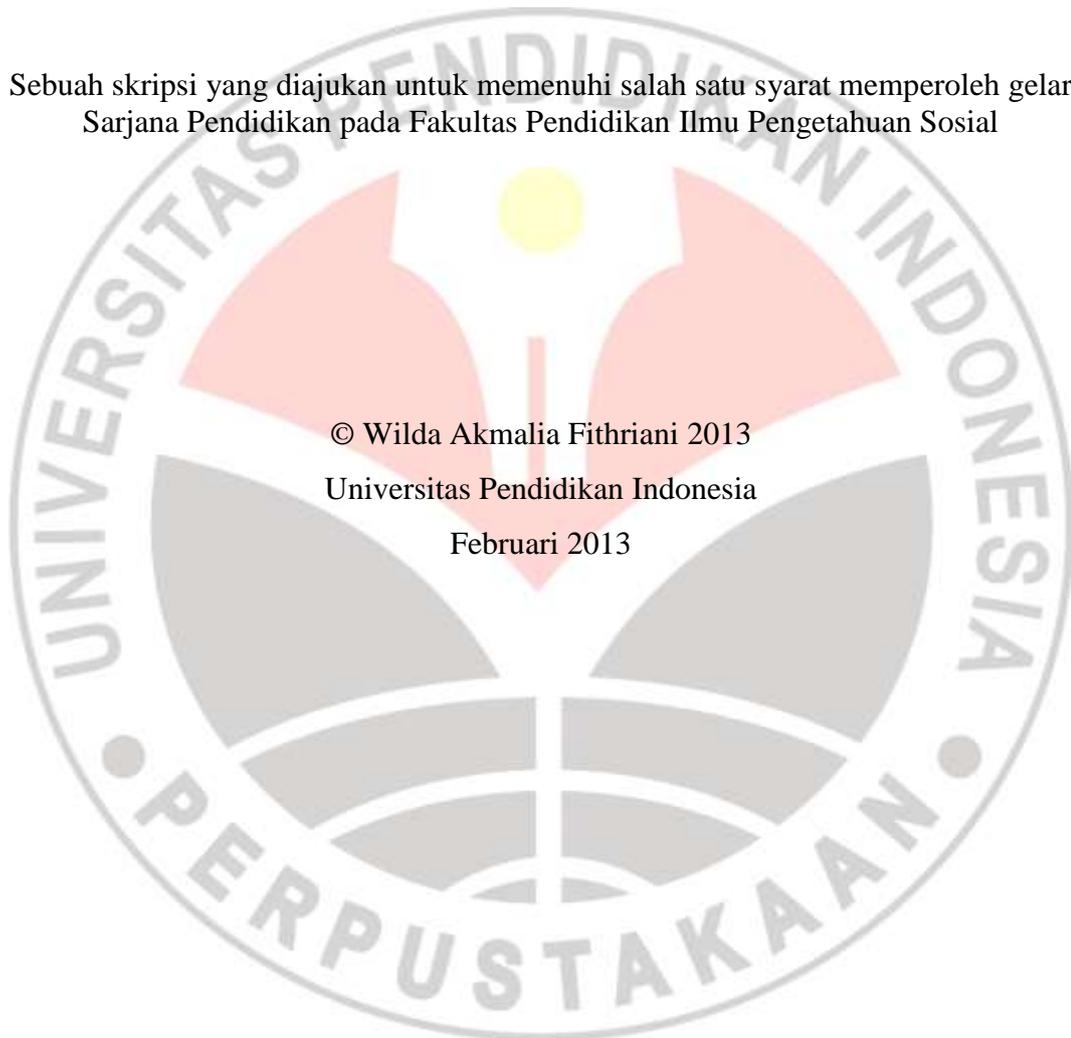 Sebuah skripsi yang diajukan untuk memenuhi salah satu syarat memperoleh gelar
Sarjana Pendidikan pada Fakultas Pendidikan Ilmu Pengetahuan Sosial
UNIVERSITAS PENDIDIKAN INDONESIA
© Wilda Akmalia Fithriani 2013
Universitas Pendidikan Indonesia
Februari 2013
PERPUSTAKAAN